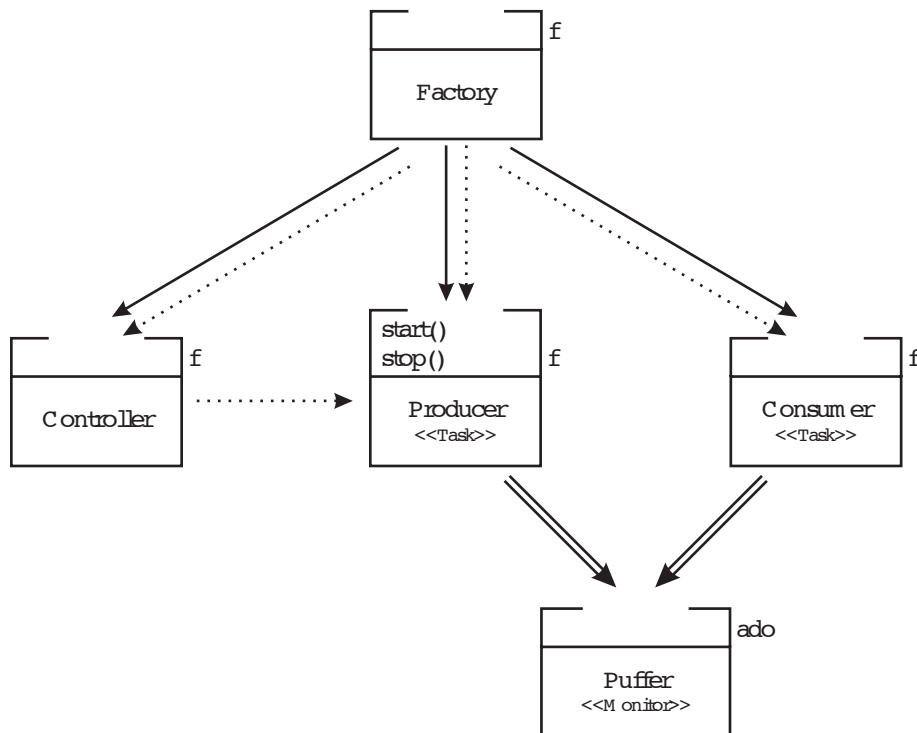 f
Factory
start()
stop()
f
f
f
Controller
Producer
<<Task>>
Consumer
<<Task>>
ado
Puffer
<<Monitor>>